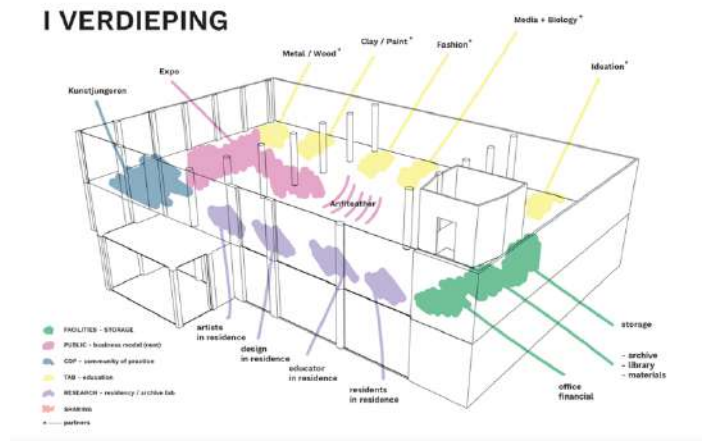 I VERDIEPING
Media + Biology*
Metal / Wood*
Clay / Paint*
Fashion*
Ideation*
Expo
Kunstjungeren
Anfiteather
storage
- archive
- library
- materials
office
financial
artists
in residence
design
in residence
educator
in residence
residents
in residence
FACILITIES - STORAGE
PUBLIC - business model (rent)
COP - community of practice
TAB - education
RESEARCH - residency / archive lab
SHARING
* ---- partners